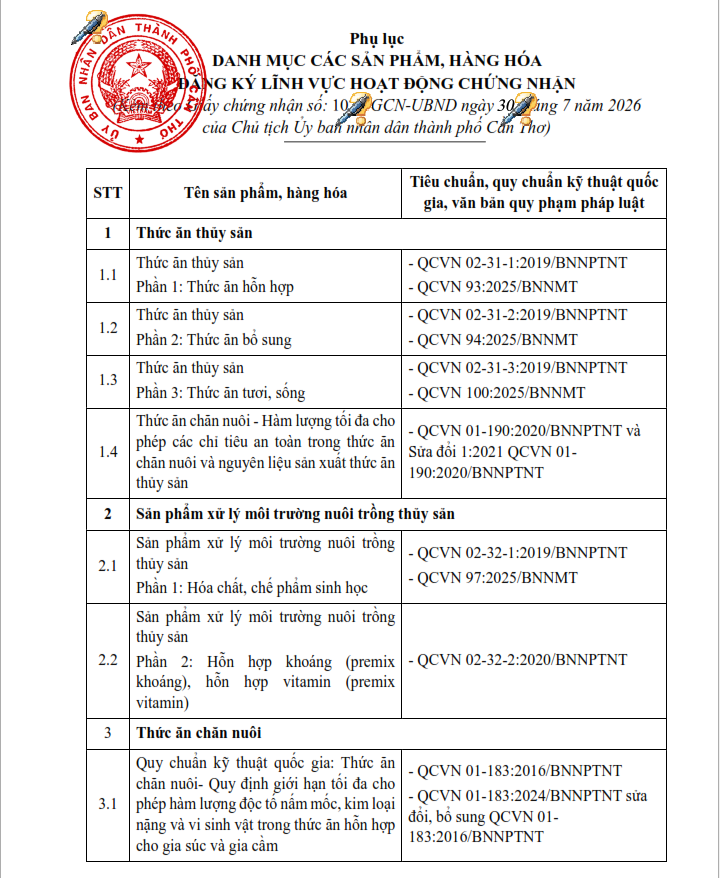 Phụ lục
DANH MỤC CÁC SẢN PHẨM, HÀNG HÓA
ĐĂNG KÝ LĨNH VỰC HOẠT ĐỘNG CHỨNG NHẬN
(Kèm theo Giấy chứng nhận số: 10 GCN-UBND ngày 30 tháng 7 năm 2026
của Chủ tịch Ủy ban nhân dân thành phố Cần Thơ)
ỦY BAN NHÂN DÂN THÀNH PHỐ CẦN THƠ
STT
Tên sản phẩm, hàng hóa
Tiêu chuẩn, quy chuẩn kỹ thuật quốc
gia, văn bản quy phạm pháp luật
1
Thức ăn thủy sản
1.1
Thức ăn thủy sản
Phần 1: Thức ăn hỗn hợp
- QCVN 02-31-1:2019/BNNPTNT
- QCVN 93:2025/BNNMT
1.2
Thức ăn thủy sản
Phần 2: Thức ăn bổ sung
- QCVN 02-31-2:2019/BNNPTNT
- QCVN 94:2025/BNNMT
1.3
Thức ăn thủy sản
Phần 3: Thức ăn tươi, sống
- QCVN 02-31-3:2019/BNNPTNT
- QCVN 100:2025/BNNMT
1.4
Thức ăn chăn nuôi - Hàm lượng tối đa cho
phép các chỉ tiêu an toàn trong thức ăn
chăn nuôi và nguyên liệu sản xuất thức ăn
thủy sản
- QCVN 01-190:2020/BNNPTNT và
Sửa đổi 1:2021 QCVN 01-
190:2020/BNNPTNT
2
Sản phẩm xử lý môi trường nuôi trồng thủy sản
2.1
Sản phẩm xử lý môi trường nuôi trồng
thủy sản
Phần 1: Hóa chất, chế phẩm sinh học
- QCVN 02-32-1:2019/BNNPTNT
- QCVN 97:2025/BNNMT
2.2
Sản phẩm xử lý môi trường nuôi trồng
thủy sản
Phần 2: Hỗn hợp khoáng (premix
khoáng), hỗn hợp vitamin (premix
vitamin)
- QCVN 02-32-2:2020/BNNPTNT
3
Thức ăn chăn nuôi
3.1
Quy chuẩn kỹ thuật quốc gia: Thức ăn
chăn nuôi- Quy định giới hạn tối đa cho
phép hàm lượng độc tố nấm mốc, kim loại
nặng và vi sinh vật trong thức ăn hỗn hợp
cho gia súc và gia cầm
- QCVN 01-183:2016/BNNPTNT
- QCVN 01-183:2024/BNNPTNT sửa
đổi, bổ sung QCVN 01-
183:2016/BNNPTNT